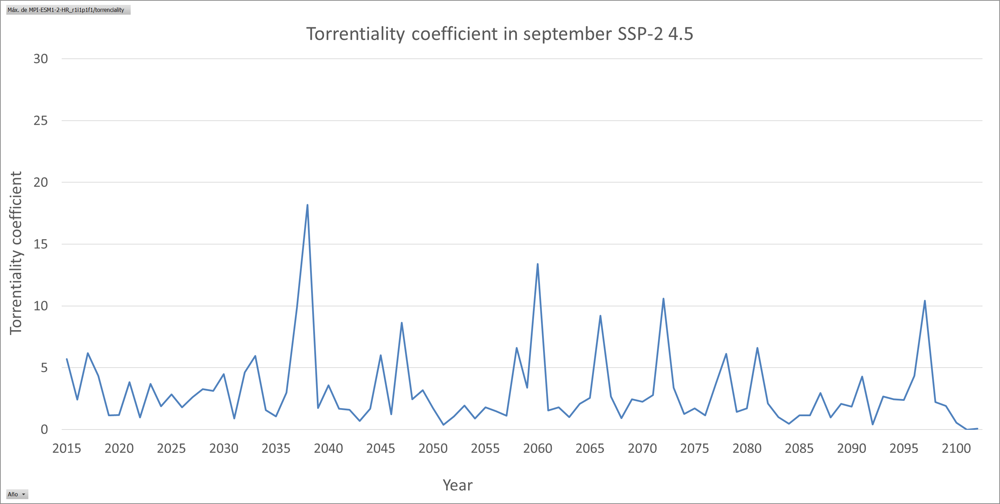 Máx. de MPI-ESM1-2-HR_r1i1p1f1/torrenciality
Torrentiality coefficient in september SSP-2 4.5
30
25
20
15
10
5
0
Torrentiality coefficient
2015 2020 2025 2030 2035 2040 2045 2050 2055 2060 2065 2070 2075 2080 2085 2090 2095 2100
Year
Año